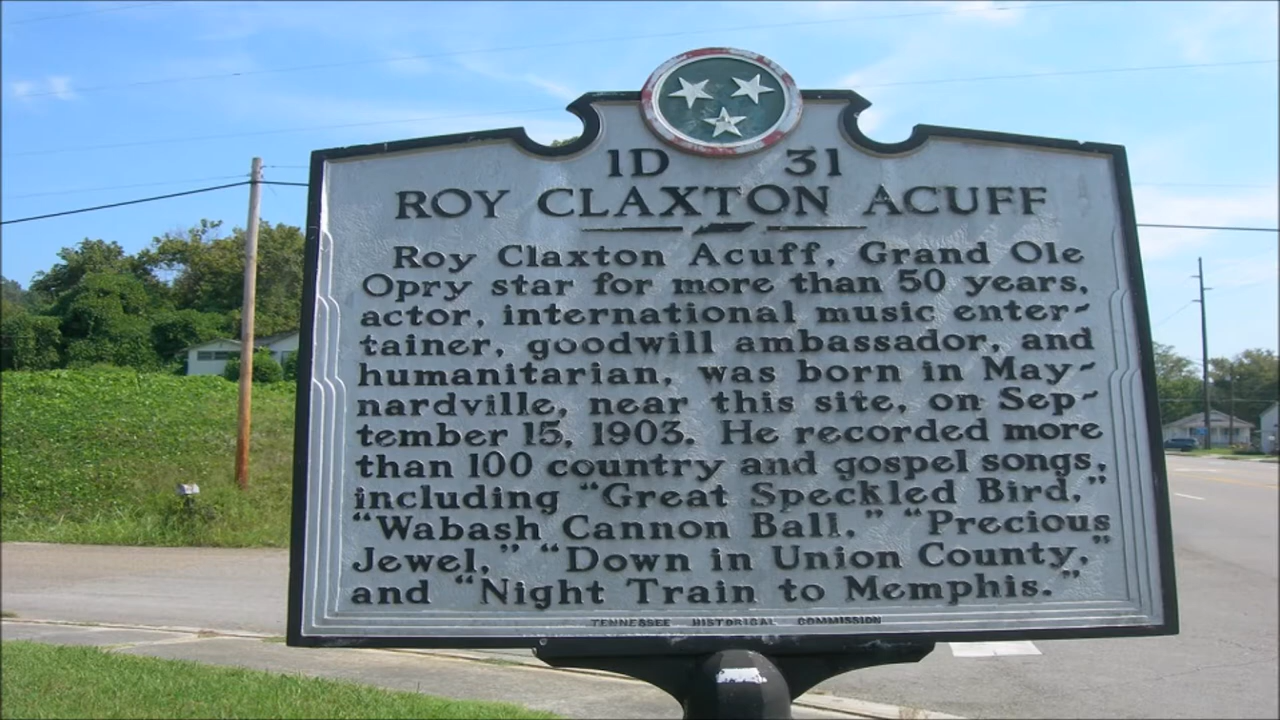 1D 31
ROY CLAXTON ACUFF
Roy Claxton Acuff, Grand Ole
Opry star for more than 50 years,
actor, international music enter-
tainer, goodwill ambassador, and
humanitarian, was born in May-
nardville, near this site, on Sep-
tember 15, 1903. He recorded more
than 100 country and gospel songs,
including "Great Speckled Bird,"
"Wabash Cannon Ball," "Precious
Jewel," "Down in Union County,"
and "Night Train to Memphis."
TENNESSEE HISTORICAL COMMISSION